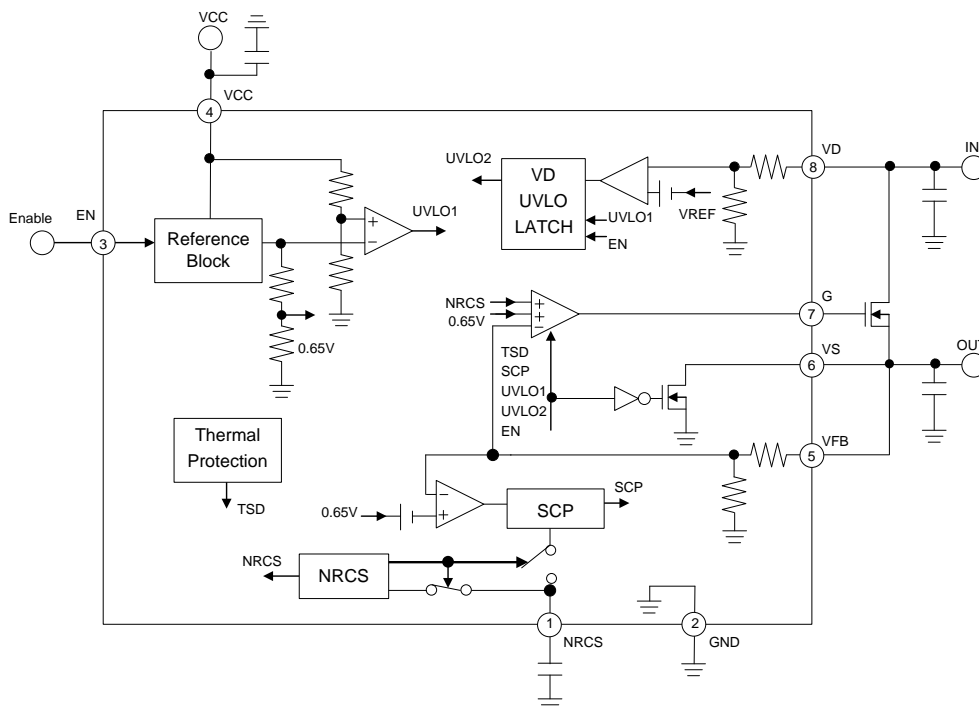 VCC
VCC
4
VD
IN
UVLO2
VD
UVLO
LATCH
8
VREF
UVLO1
EN
Enable
EN
3
Reference
Block
+
−
UVLO1
0.65V
NRCS
0.65V
+
+
−
G
7
TSD
SCP
UVLO1
UVLO2
EN
VS
6
OUT
Thermal
Protection
TSD
VFB
5
0.65V
−
+
SCP
SCP
NRCS
NRCS
1
NRCS
2
GND